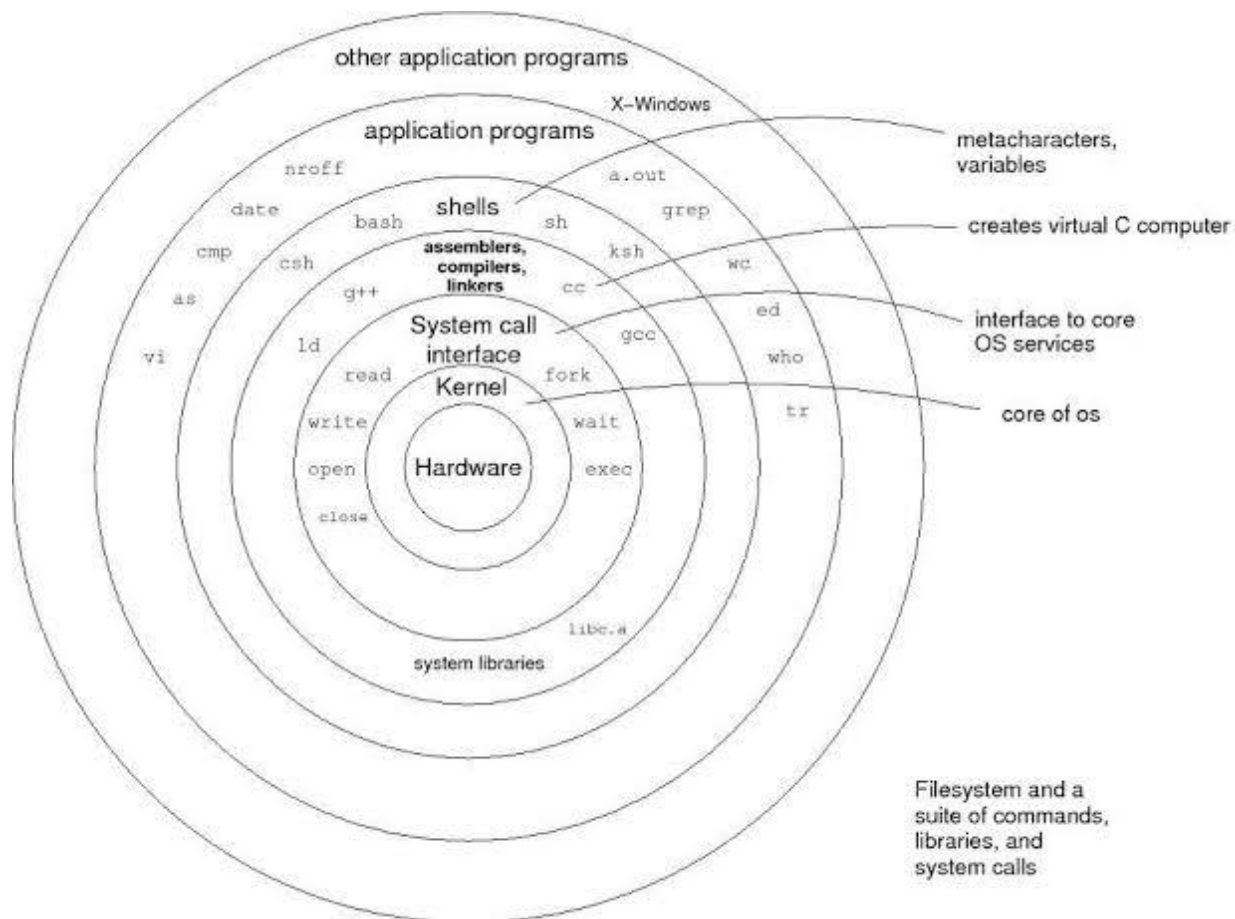 other application programs
X-Windows
application programs
metacharacters,
variables
nroff
a.out
date
bash
shells
sh
grep
creates virtual C computer
cmp
csh
assemblers,
compilers,
linkers
ksh
wc
as
g++
cc
ed
interface to core
OS services
vi
ld
System call
interface
gcc
who
read
fork
Kernel
tr
core of os
write
wait
open
Hardware
exec
close
libc.a
system libraries
Filesystem and a
suite of commands,
libraries, and
system calls